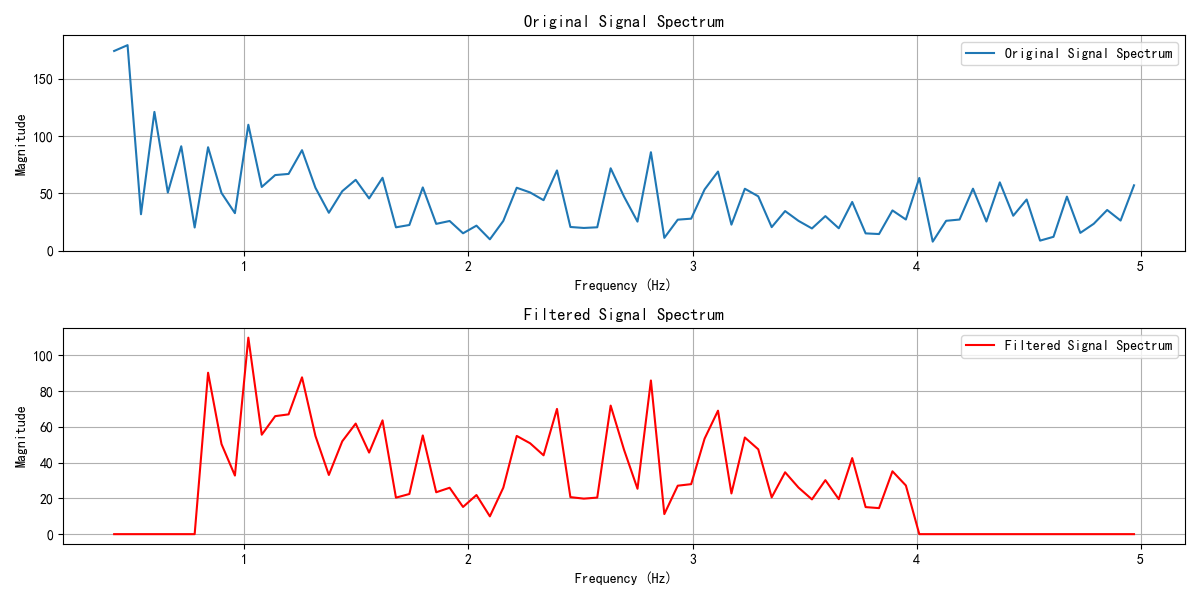 Original Signal Spectrum
Original Signal Spectrum
Magnitude
150
100
50
0
1 2 3 4 5
Frequency (Hz)
Filtered Signal Spectrum
Filtered Signal Spectrum
Magnitude
100
80
60
40
20
0
1 2 3 4 5
Frequency (Hz)